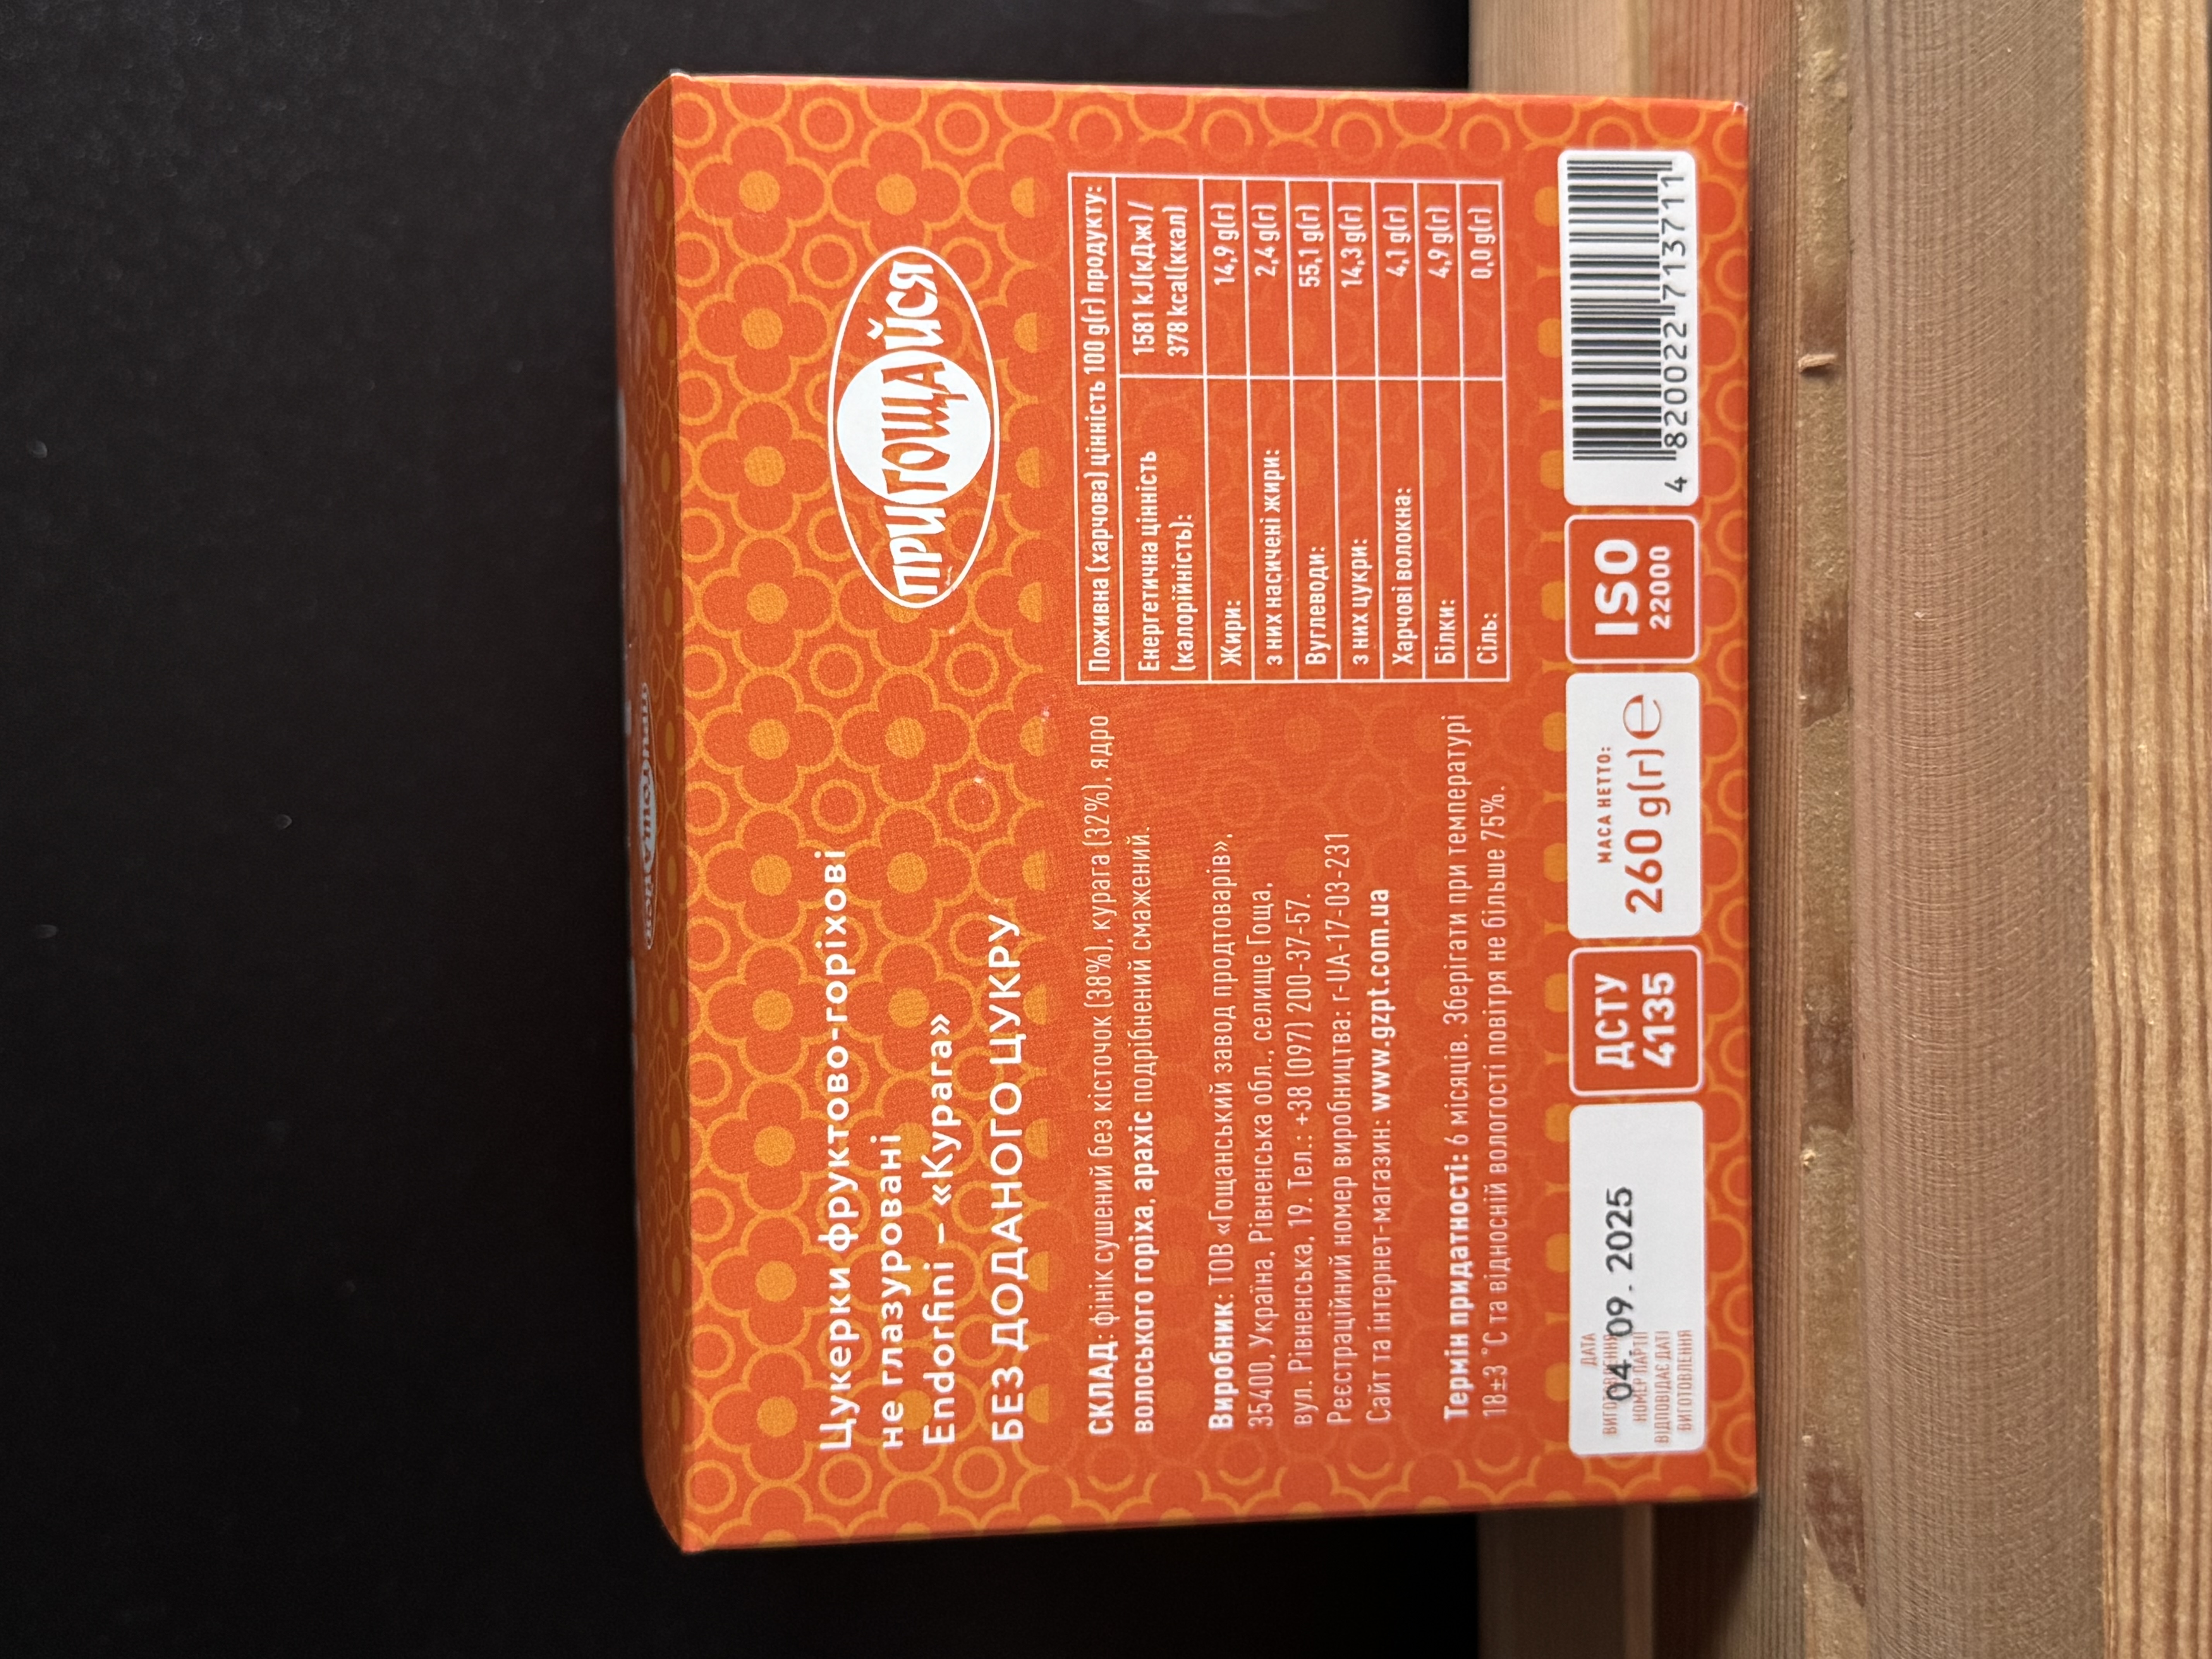 ПРИГОЩАЙСЯ
Цукерки фруктово-горіхові
не глазуровані
Endorfini – «Курага»
БЕЗ ДОДАНОГО ЦУКРУ
СКЛАД: фінік сушений без кісточок (38%), курага (32%), ядро
волоського горіха, арахіс подрібнений смажений.
Виробник: ТОВ «Гощанський завод продтоварів»,
35400, Україна, Рівненська обл., селище Гоща,
вул. Рівненська, 19. Тел.: +38 (097) 200-37-57.
Реєстраційний номер виробництва: r-UA-17-03-231
Сайт та інтернет-магазин: www.gzpt.com.ua
Термін придатності: 6 місяців. Зберігати при температурі
18±3 °С та відносній вологості повітря не більше 75%.
Поживна (харчова) цінність 100 g(г) продукту:
Енергетична цінність (калорійність): 1581 kJ(кДж)/ 378 kcal(ккал)
Жири: 14,9 g(г)
з них насичені жири: 2,4 g(г)
Вуглеводи: 55,1 g(г)
з них цукри: 14,3 g(г)
Харчові волокна: 4,1 g(г)
Білки: 4,9 g(г)
Сіль: 0,0 g(г)
ДАТА
ВИГОТОВЛЕННЯ
04. 09. 2025
НОМЕР ПАРТІЇ
ВІДПОВІДАЄ ДАТІ
ВИГОТОВЛЕННЯ
ДСТУ
4135
МАСА НЕТТО:
260 g(г) ℮
ISO
22000
4 820022 713711